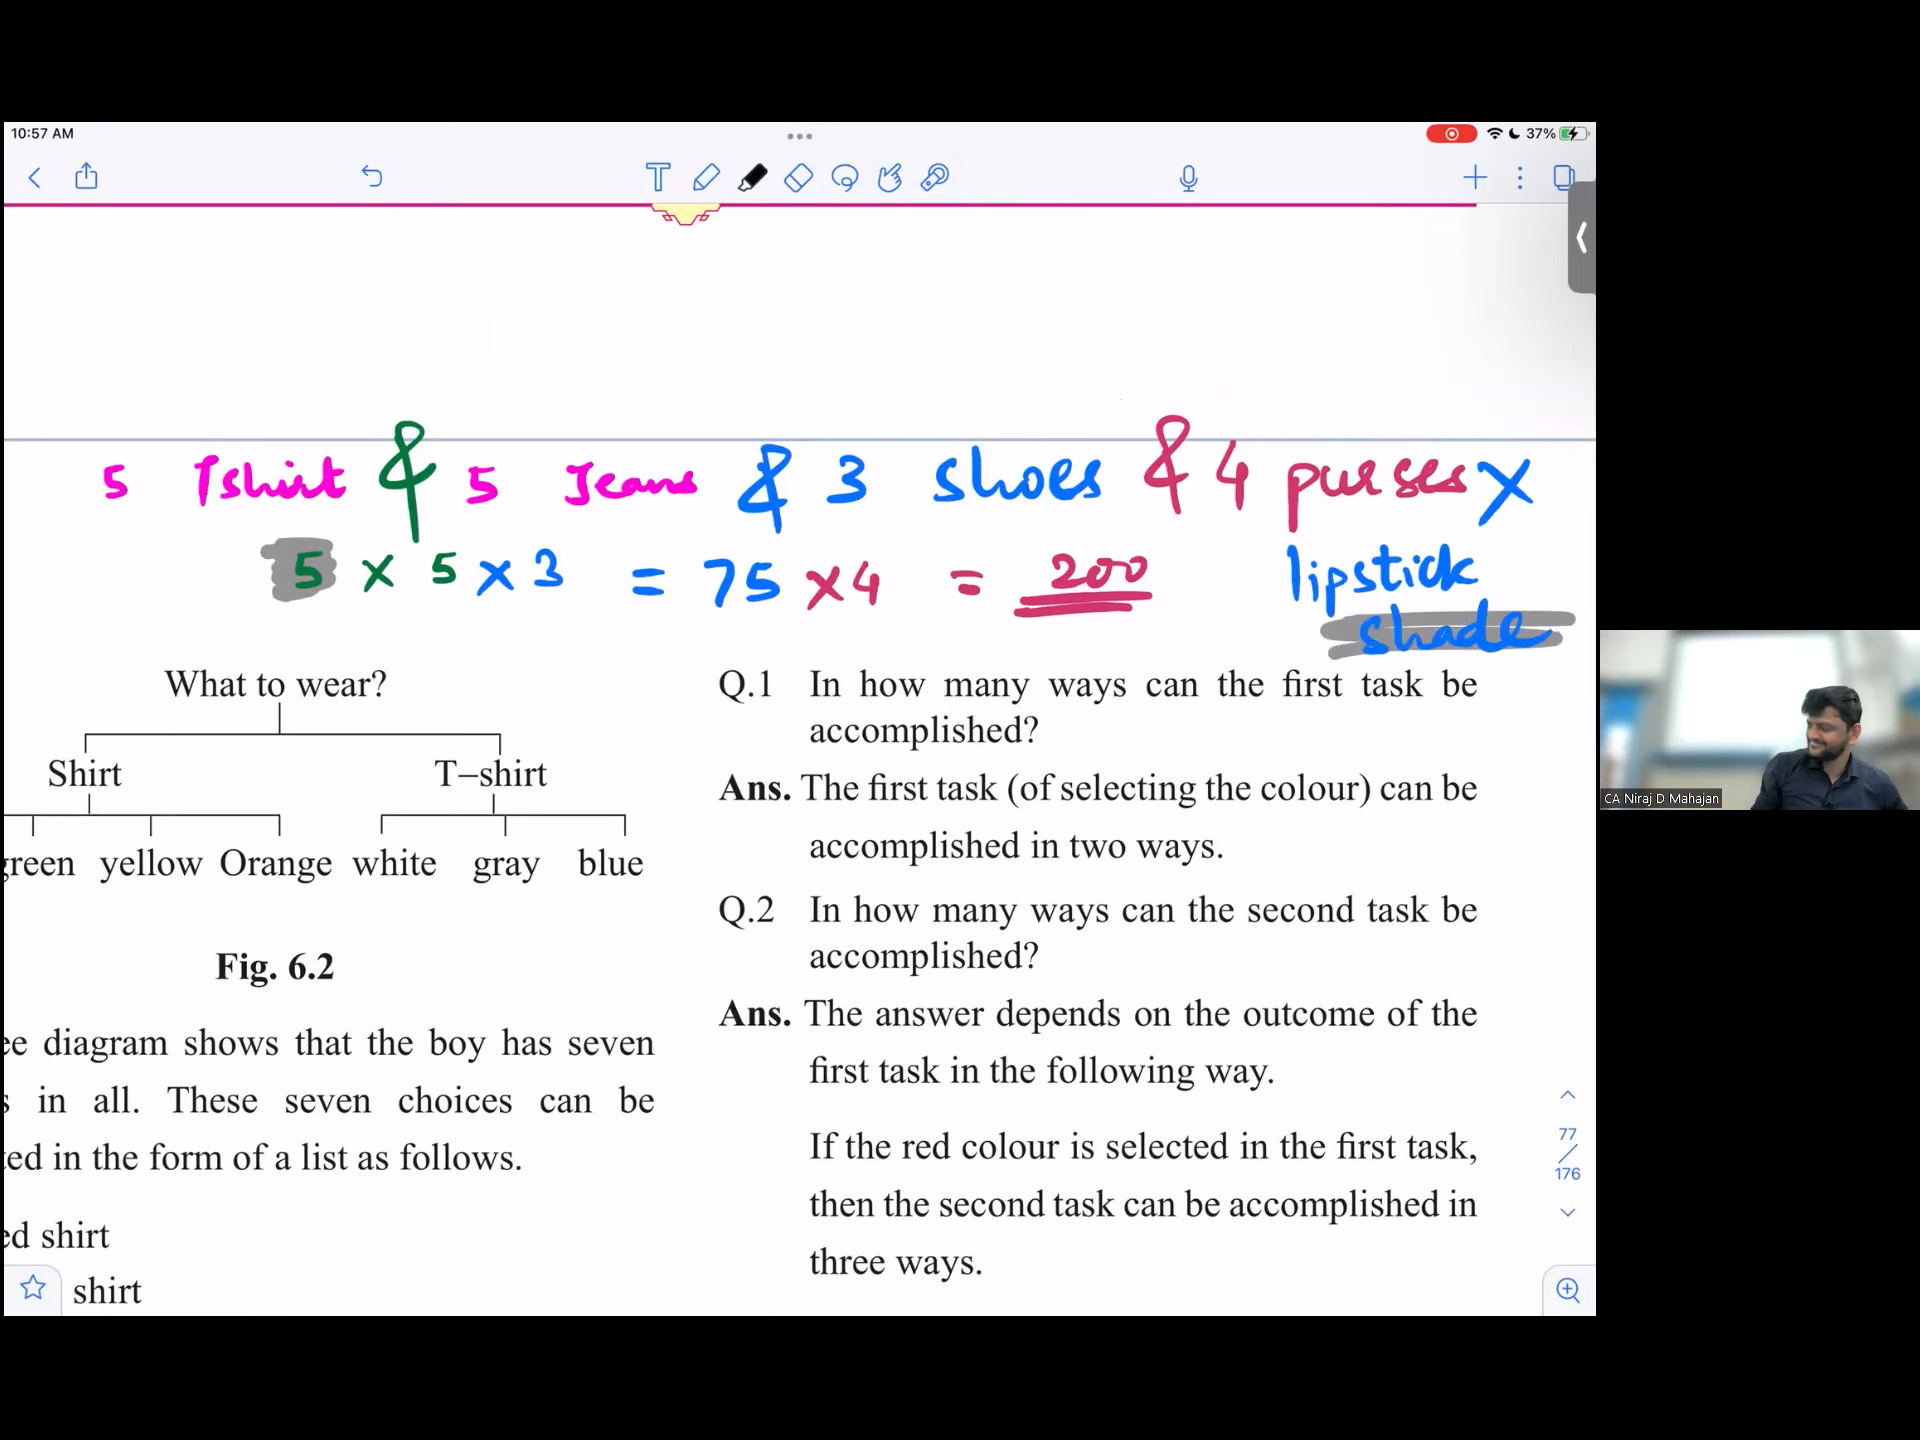 10:57 AM
37%
5 Tshirt & 5 Jeans & 3 shoes & 4 purses x
5 x 5 x 3 = 75 x 4 = 200
lipstick
shade
What to wear?
Shirt T–shirt
green yellow Orange white gray blue
Fig. 6.2
ee diagram shows that the boy has seven
s in all. These seven choices can be
ted in the form of a list as follows.
ed shirt
shirt
Q.1 In how many ways can the first task be
accomplished?
Ans. The first task (of selecting the colour) can be
accomplished in two ways.
Q.2 In how many ways can the second task be
accomplished?
Ans. The answer depends on the outcome of the
first task in the following way.
If the red colour is selected in the first task,
then the second task can be accomplished in
three ways.
77
176
CA Niraj D Mahajan